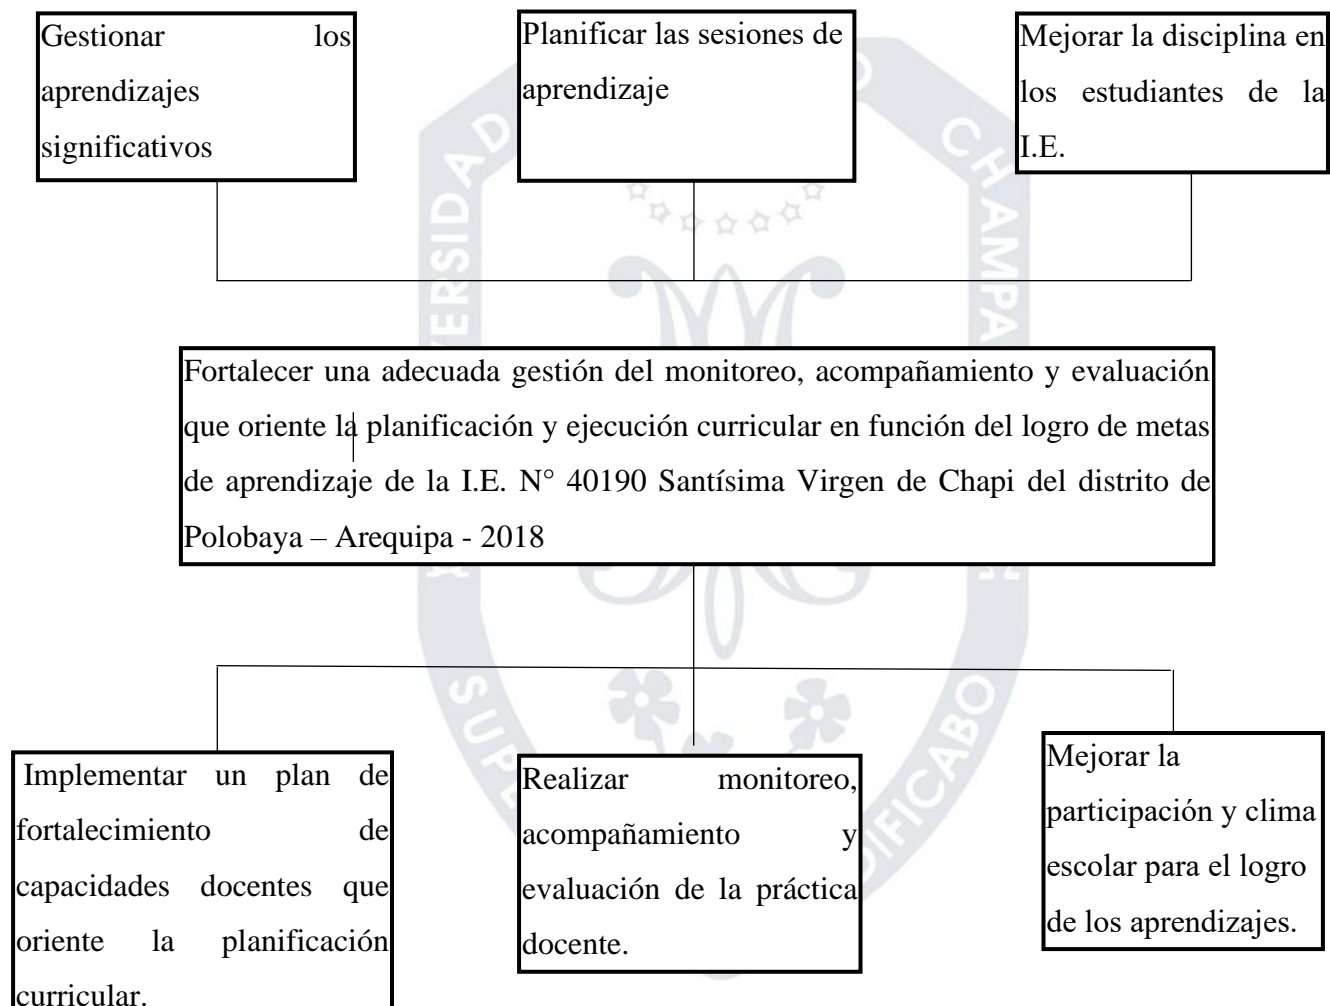 Gestionar los
aprendizajes
significativos
Planificar las sesiones de
aprendizaje
Mejorar la disciplina en
los estudiantes de la
I.E.
Fortalecer una adecuada gestión del monitoreo, acompañamiento y evaluación
que oriente la planificación y ejecución curricular en función del logro de metas
de aprendizaje de la I.E. N° 40190 Santísima Virgen de Chapi del distrito de
Polobaya – Arequipa - 2018
Implementar un plan de
fortalecimiento de
capacidades docentes que
oriente la planificación
curricular.
Realizar monitoreo,
acompañamiento y
evaluación de la práctica
docente.
Mejorar la
participación y clima
escolar para el logro
de los aprendizajes.